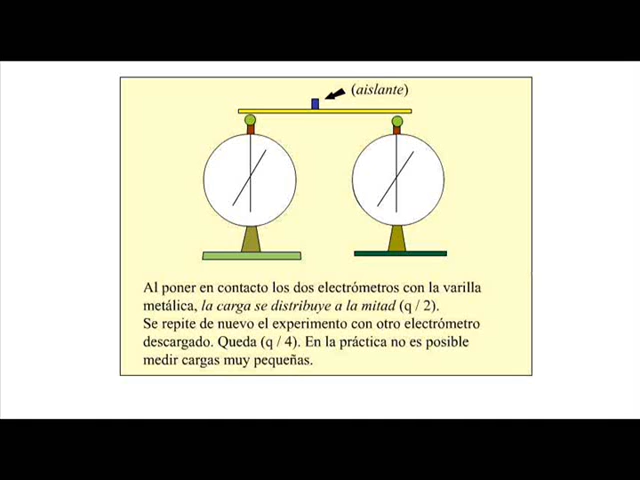 (aislante)
Al poner en contacto los dos electrómetros con la varilla
metálica, la carga se distribuye a la mitad (q / 2).
Se repite de nuevo el experimento con otro electrómetro
descargado. Queda (q / 4). En la práctica no es posible
medir cargas muy pequeñas.